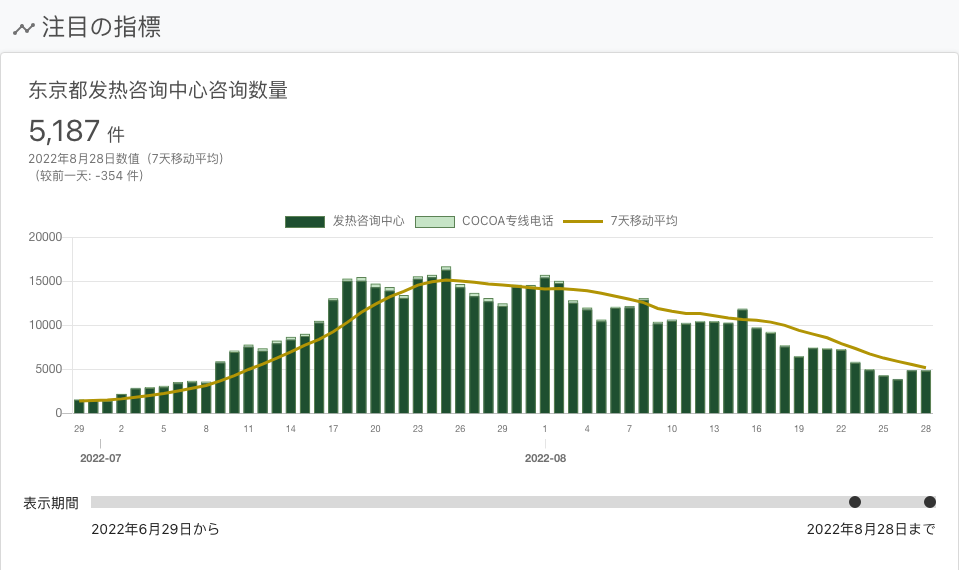 注目の指標
东京都发热咨询中心咨询数量
5,187 件
2022年8月28日数值（7天移动平均）
（较前一天: -354 件）
发热咨询中心 COCOA专线电话 7天移动平均
20000
15000
10000
5000
0
29 2 5 8 11 14 17 20 23 26 29 1 4 7 10 13 16 19 22 25 28
2022-07 2022-08
表示期間
2022年6月29日から 2022年8月28日まで